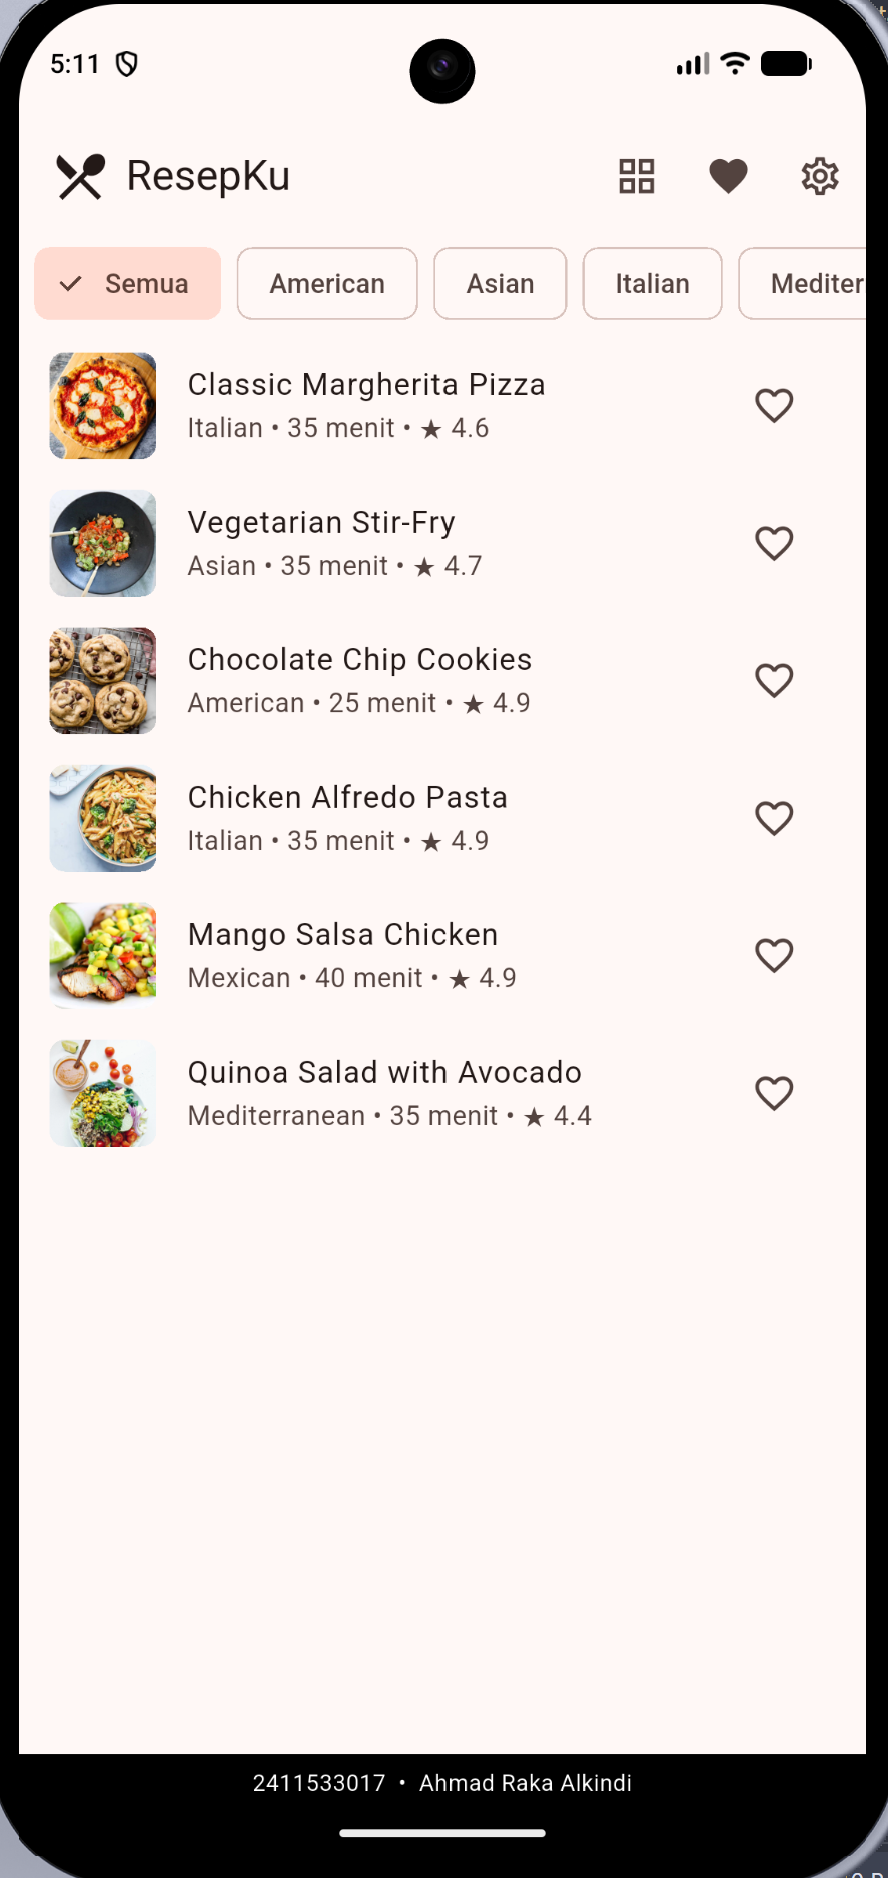 5:11
ResepKu
Semua American Asian Italian Mediter
Classic Margherita Pizza
Italian • 35 menit • ★ 4.6
Vegetarian Stir-Fry
Asian • 35 menit • ★ 4.7
Chocolate Chip Cookies
American • 25 menit • ★ 4.9
Chicken Alfredo Pasta
Italian • 35 menit • ★ 4.9
Mango Salsa Chicken
Mexican • 40 menit • ★ 4.9
Quinoa Salad with Avocado
Mediterranean • 35 menit • ★ 4.4
2411533017 • Ahmad Raka Alkindi